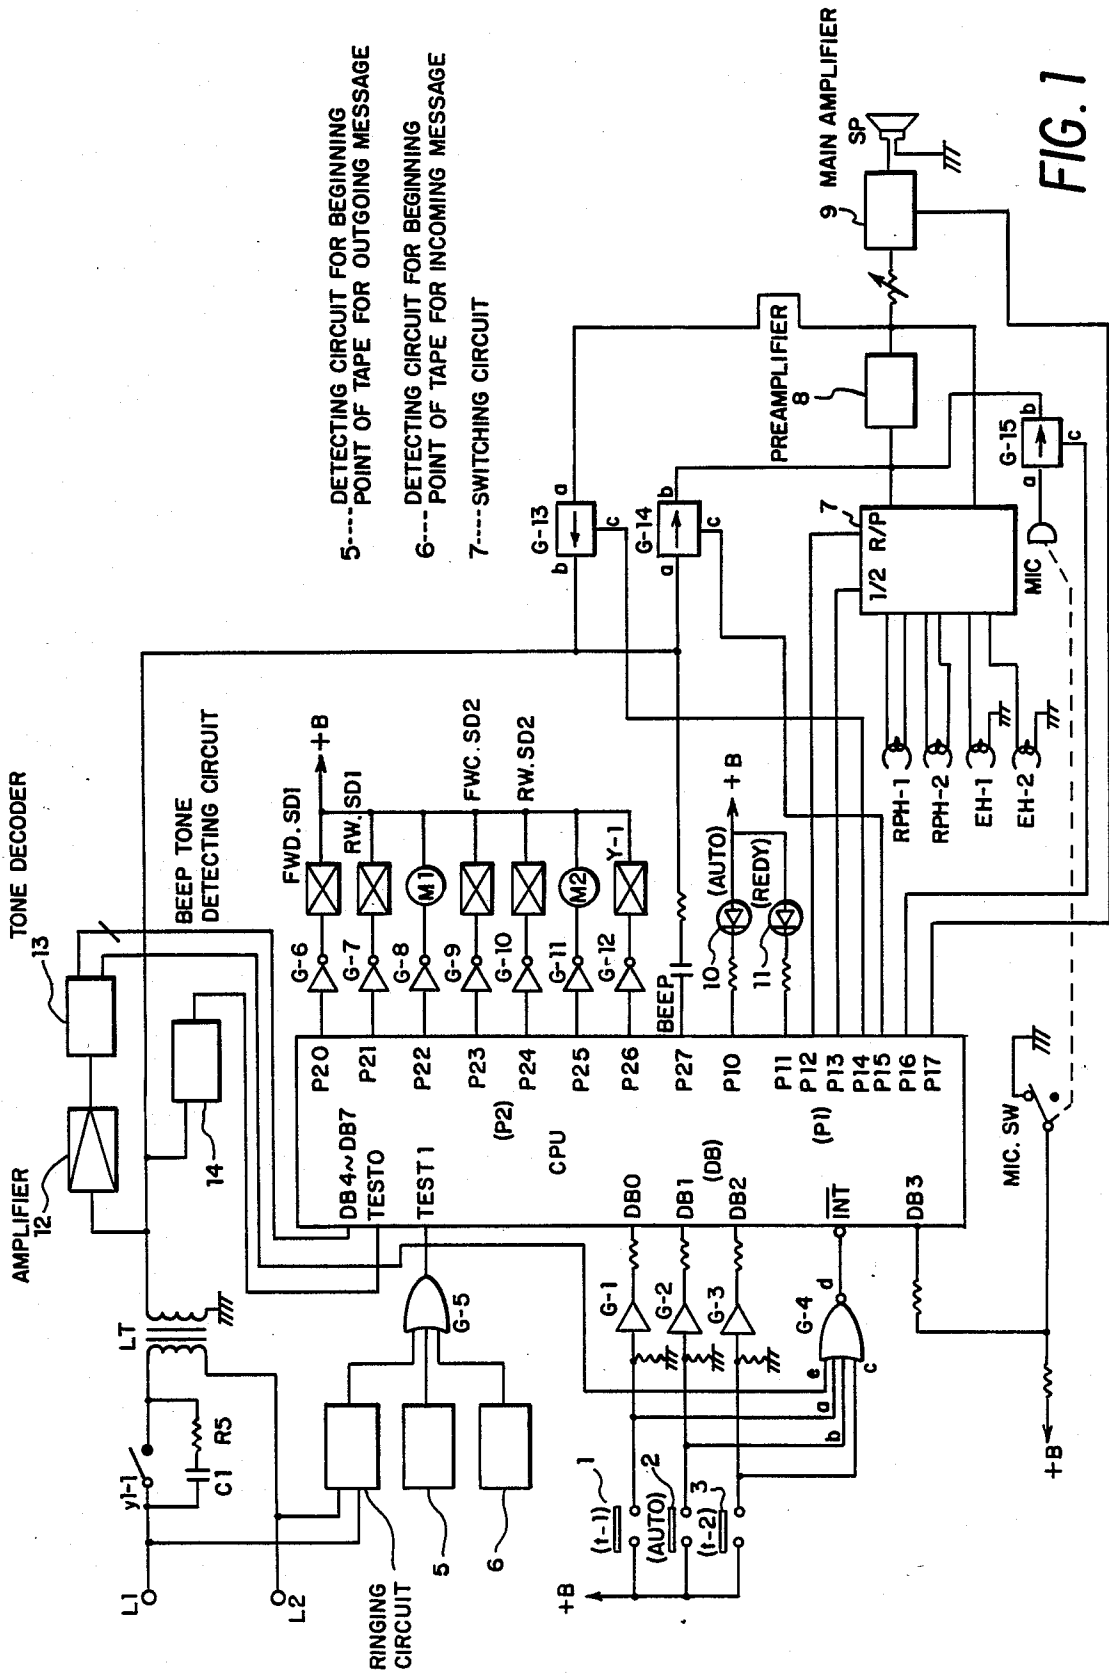 TONE DECODER
13
AMPLIFIER
12
BEEP TONE
DETECTING CIRCUIT
14
L1
L2
y1-1
C1
R5
LT
RINGING
CIRCUIT
5
6
G-5
DB4~DB7
TEST0
TEST1
CPU
(P2)
(DB)
(P1)
DB0
DB1
DB2
INT
DB3
P20
P21
P22
P23
P24
P25
P26
P27
P10
P11
P12
P13
P14
P15
P16
P17
G-6
G-7
G-8
G-9
G-10
G-11
G-12
FWD.SD1
RW.SD1
M1
FWC.SD2
RW.SD2
M2
Y-1
+B
BEEP
10
(AUTO)
11
(REDY)
+B
+B
(t-1)
1
(AUTO)
2
(t-2)
3
G-1
G-2
G-3
G-4
e
a
b
c
d
+B
MIC. SW
5----DETECTING CIRCUIT FOR BEGINNING
POINT OF TAPE FOR OUTGOING MESSAGE
6---DETECTING CIRCUIT FOR BEGINNING
POINT OF TAPE FOR INCOMING MESSAGE
7----SWITCHING CIRCUIT
G-13
a
b
c
G-14
a
b
c
G-15
a
b
c
1/2
R/P
7
RPH-1
RPH-2
EH-1
EH-2
MIC
PREAMPLIFIER
8
9
MAIN AMPLIFIER
SP
FIG. 1